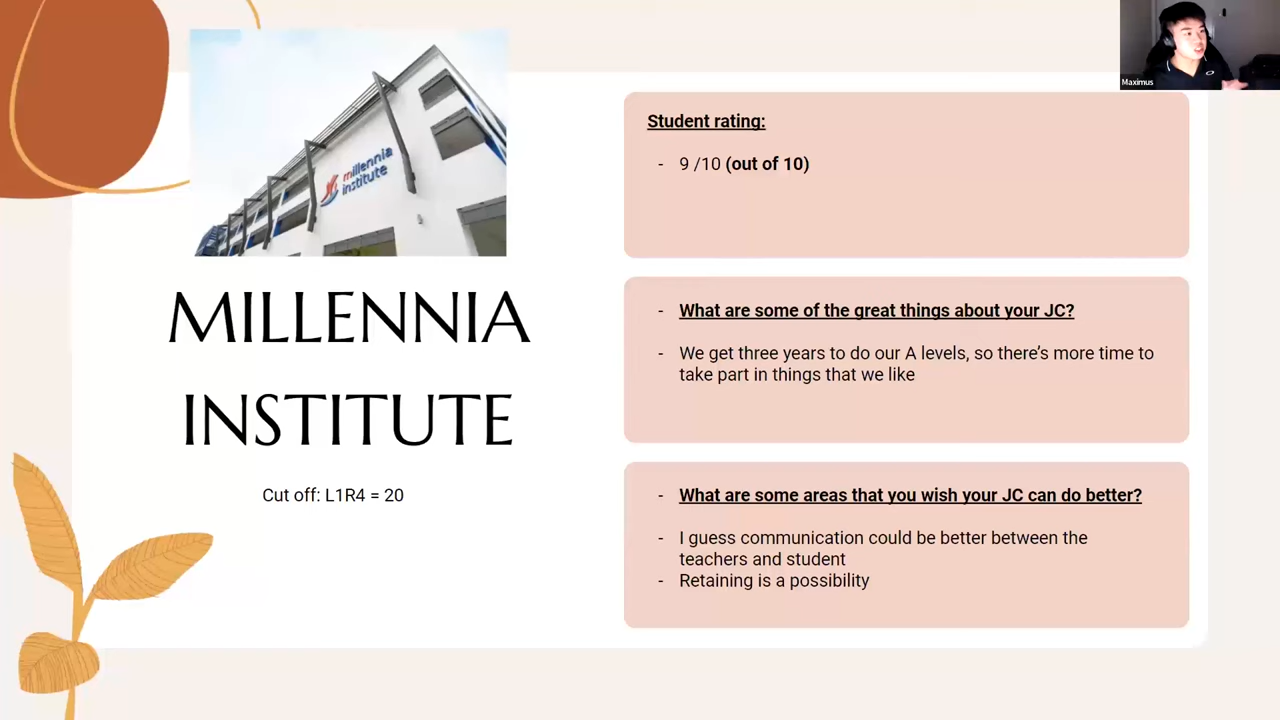 Maximus
millennia
institute
MILLENNIA
INSTITUTE
Cut off: L1R4 = 20
Student rating:
- 9 /10 (out of 10)
- What are some of the great things about your JC?
- We get three years to do our A levels, so there’s more time to
take part in things that we like
- What are some areas that you wish your JC can do better?
- I guess communication could be better between the
teachers and student
- Retaining is a possibility